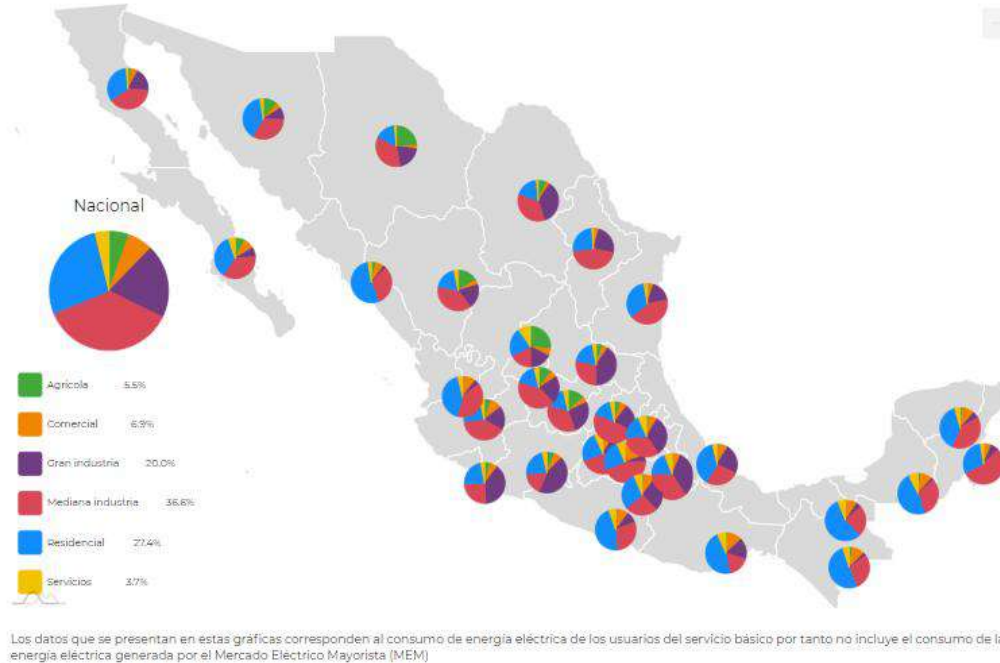 Nacional
Agrícola 5.5%
Comercial 6.9%
Gran industria 20.0%
Mediana industria 36.6%
Residencial 27.4%
Servicios 3.7%
Los datos que se presentan en estas gráficas corresponden al consumo de energía eléctrica de los usuarios del servicio básico por tanto no incluye el consumo de la
energía eléctrica generada por el Mercado Eléctrico Mayorista (MEM)